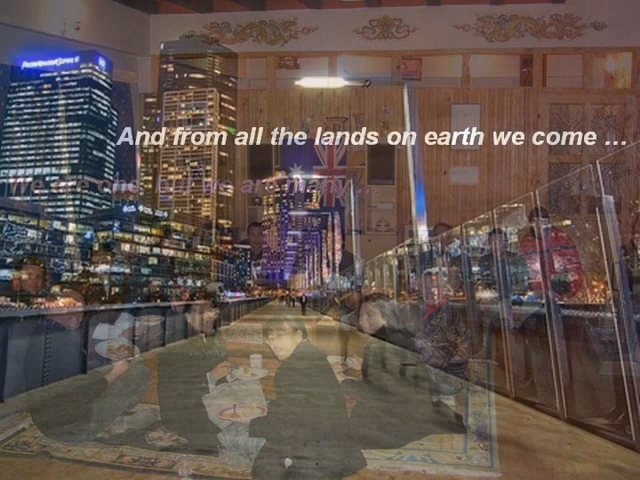 And from all the lands on earth we come ...
We are one, but we are many ...